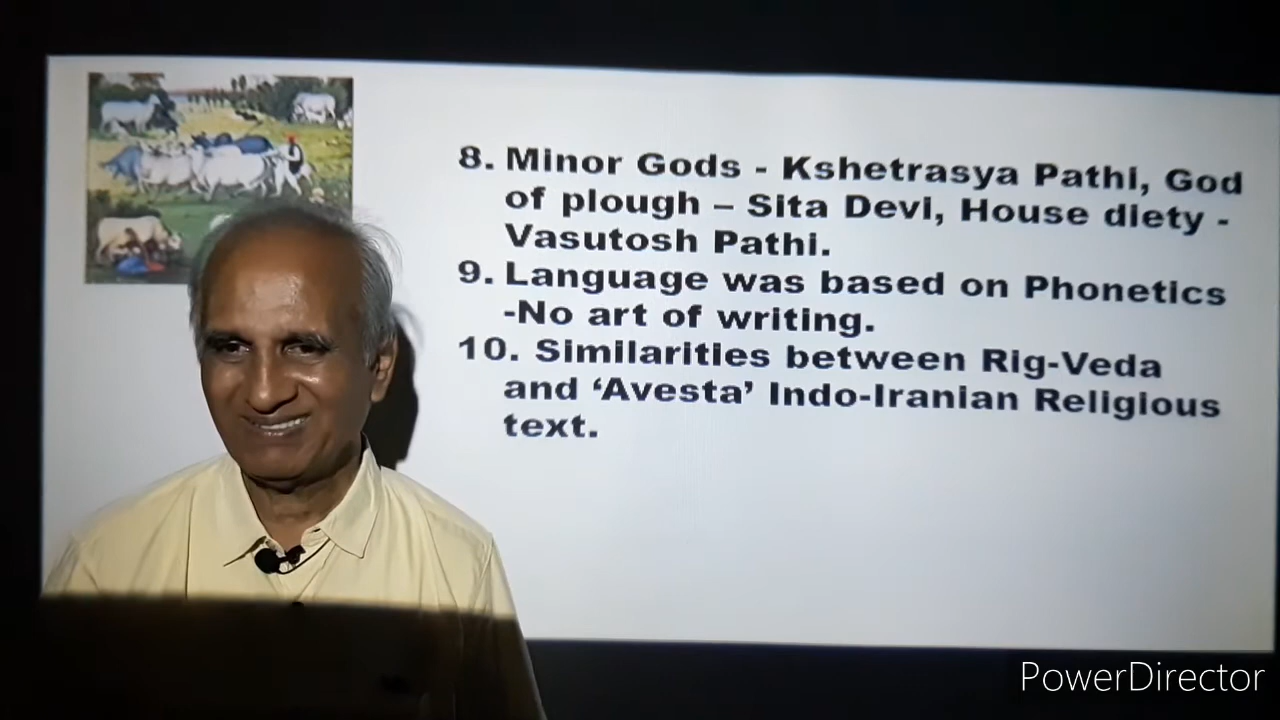 8. Minor Gods - Kshetrasya Pathi, God
of plough – Sita Devi, House diety -
Vasutosh Pathi.
9. Language was based on Phonetics
-No art of writing.
10. Similarities between Rig-Veda
and ‘Avesta’ Indo-Iranian Religious
text.
PowerDirector